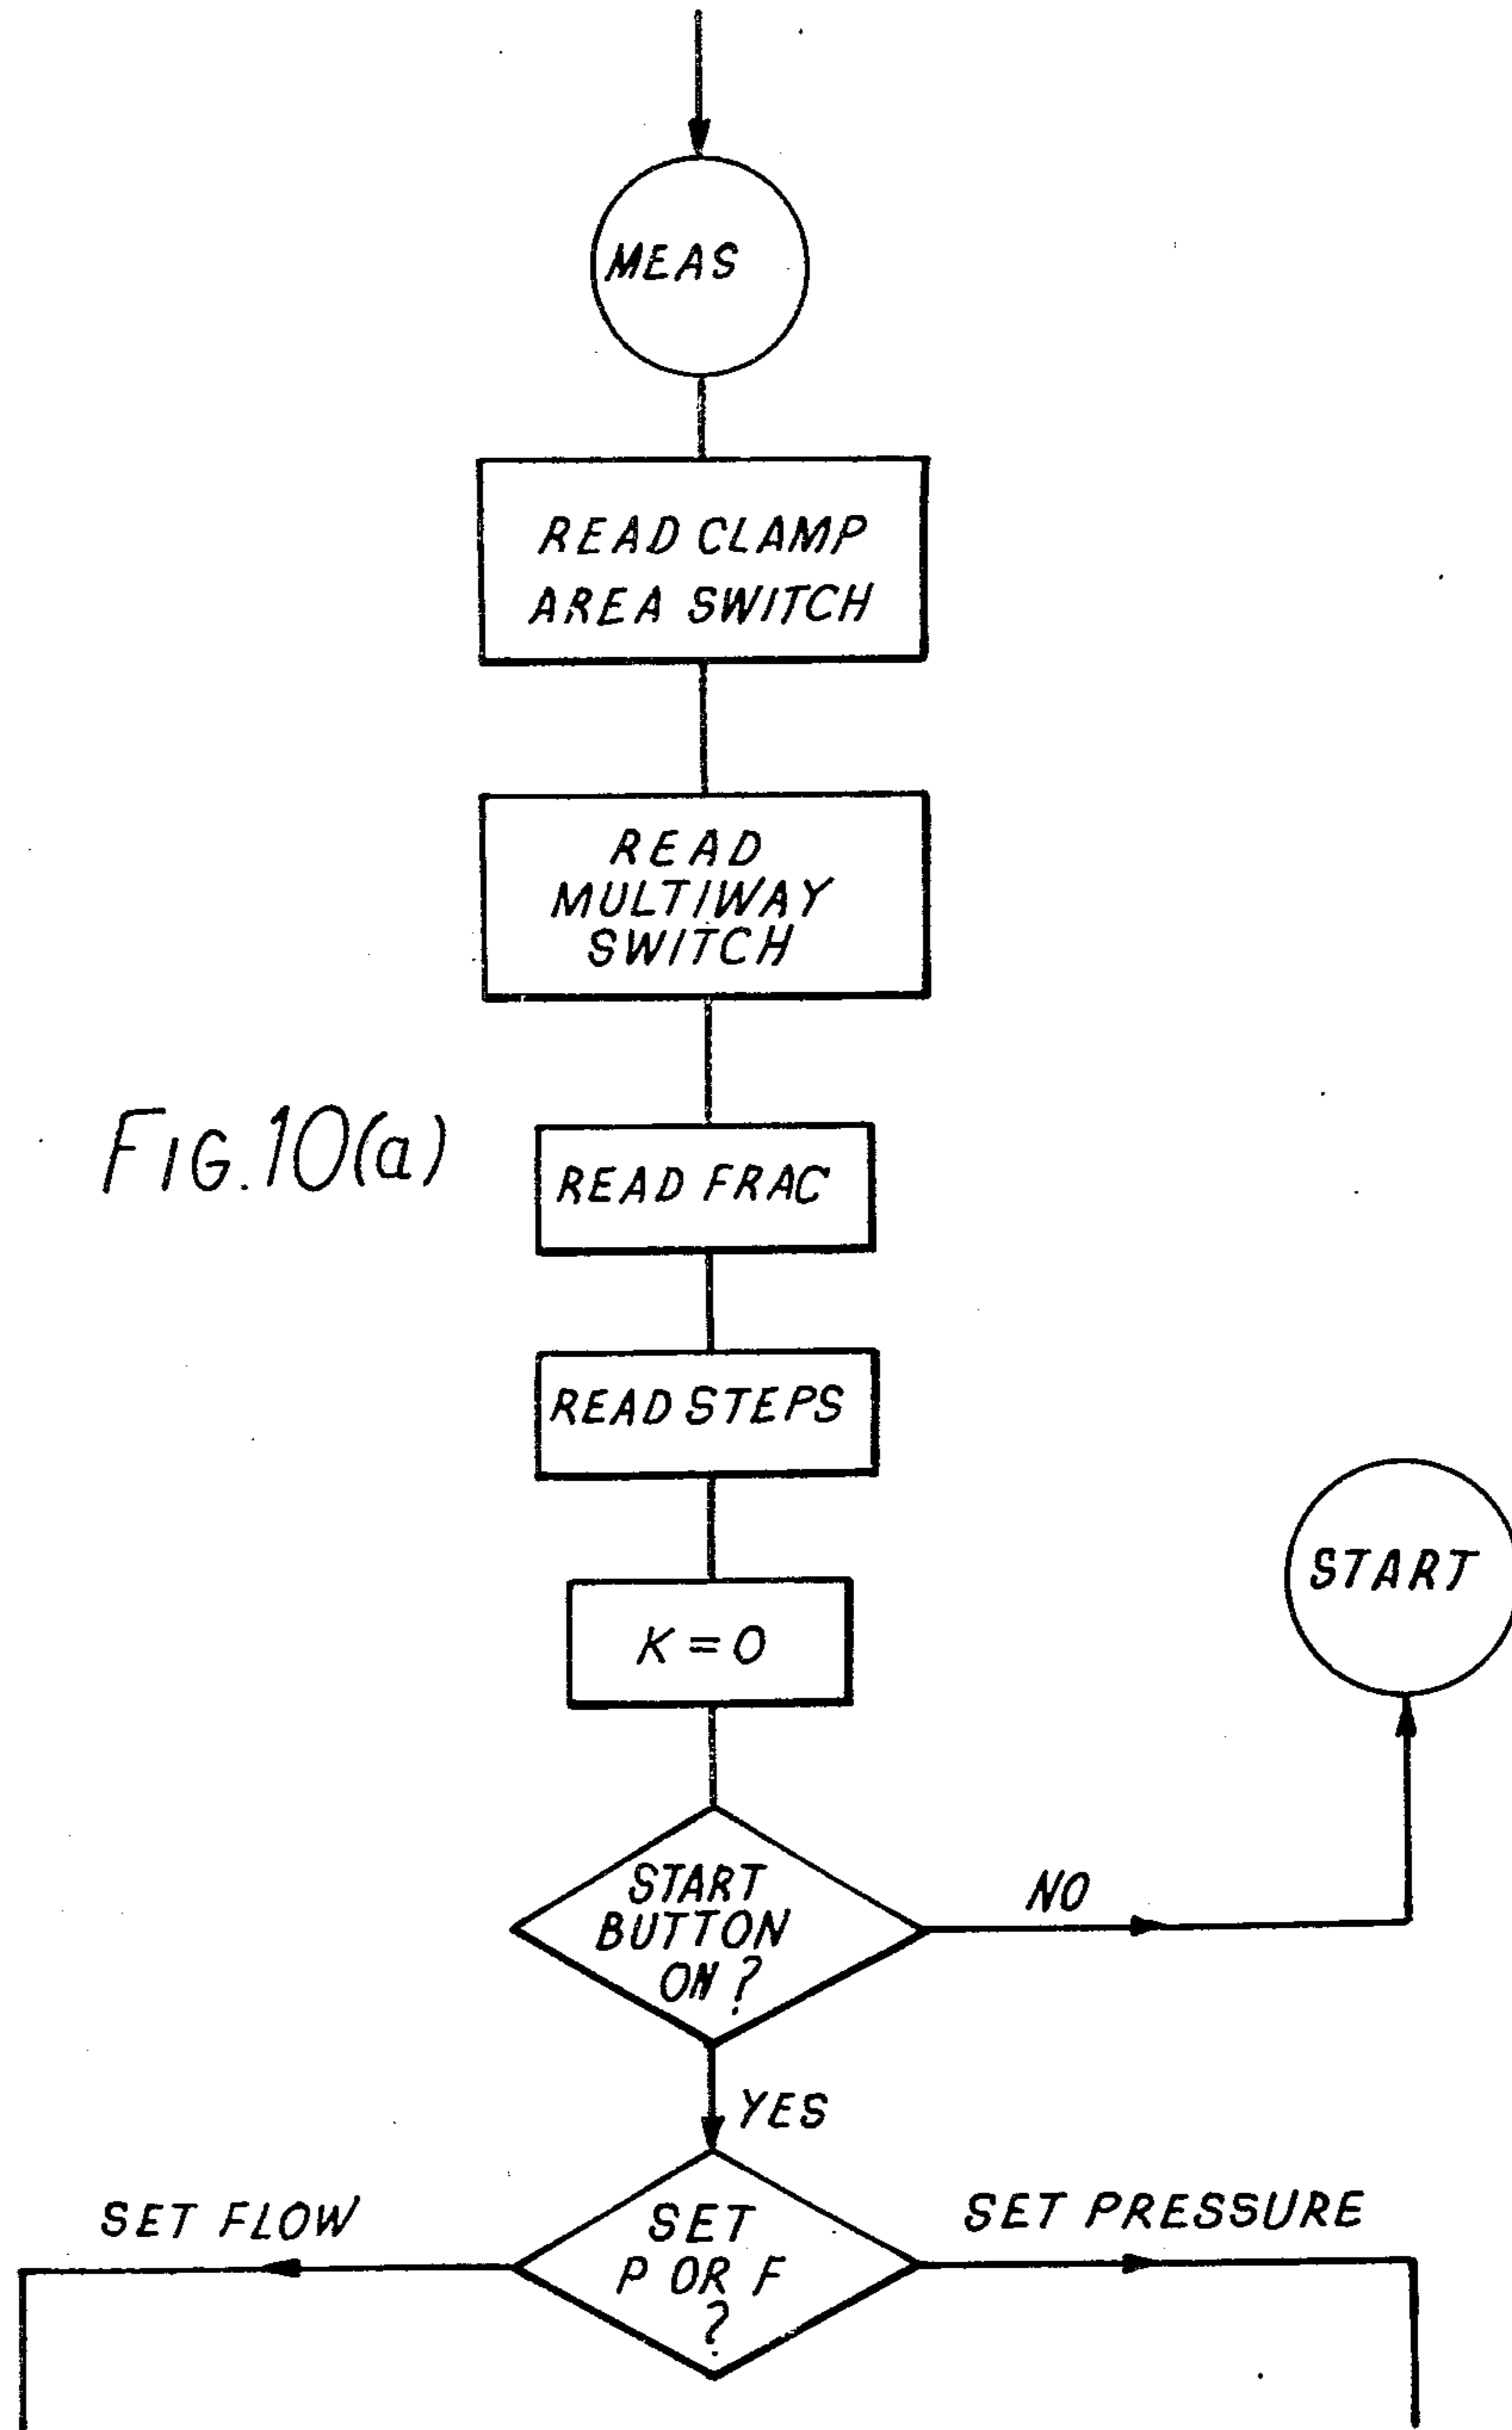 MEAS
READ CLAMP
AREA SWITCH
READ
MULTIWAY
SWITCH
FIG. 10(a)
READ FRAC
READ STEPS
START
K = 0
START
BUTTON
ON ?
NO
YES
SET FLOW
SET
P OR F
?
SET PRESSURE